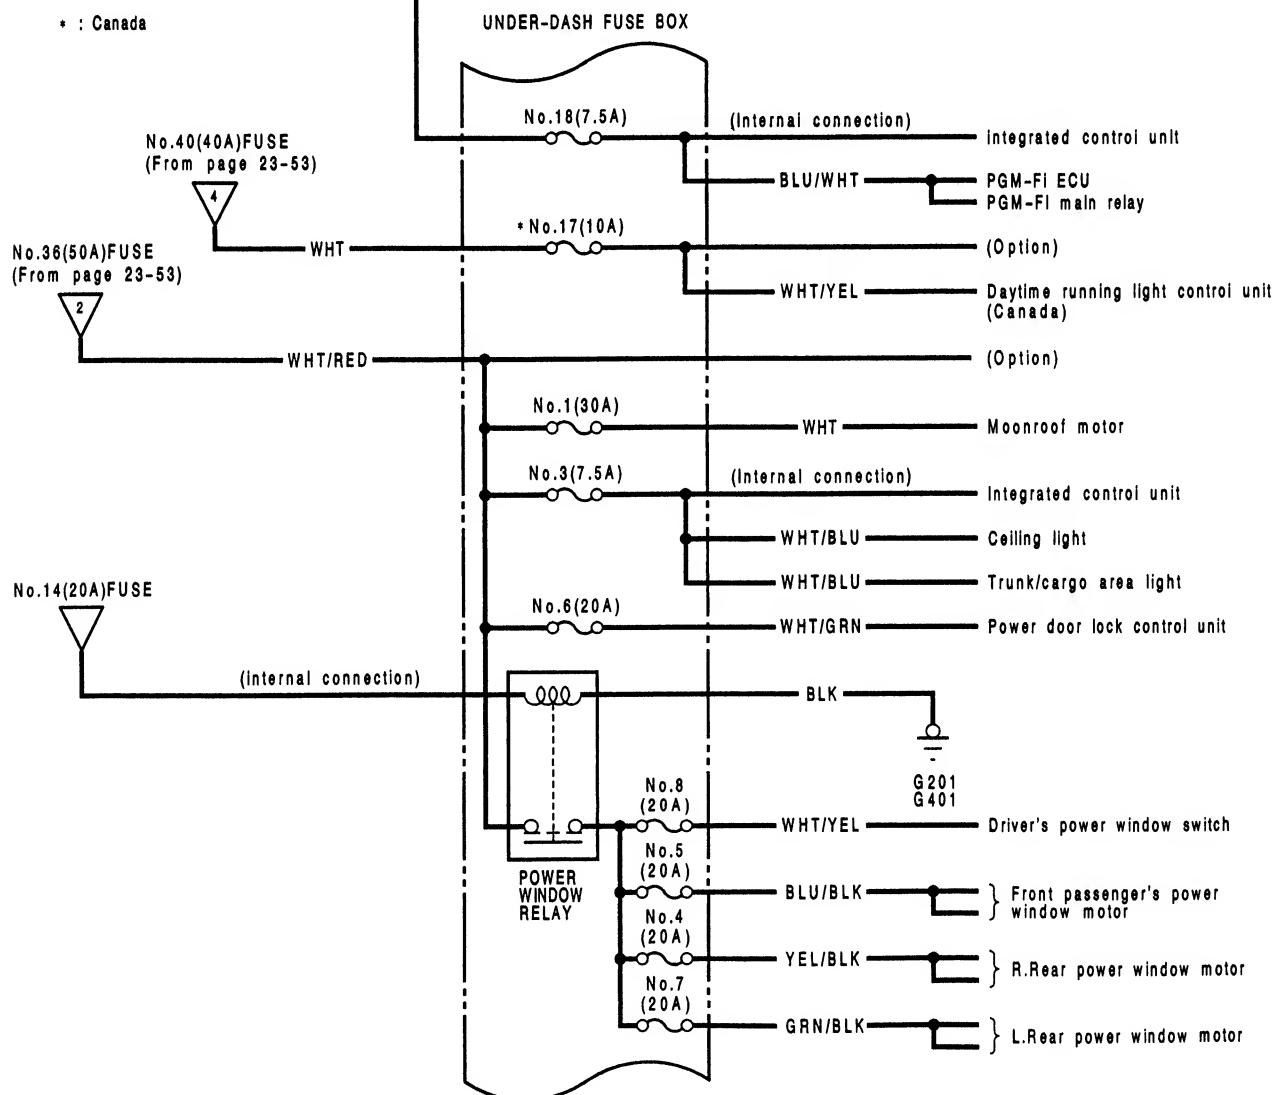 * : Canada
UNDER-DASH FUSE BOX
No.18(7.5A)
(Internal connection)
Integrated control unit
No.40(40A)FUSE
(From page 23-53)
4
BLU/WHT
PGM-FI ECU
PGM-FI main relay
*No.17(10A)
WHT
(Option)
No.36(50A)FUSE
(From page 23-53)
2
WHT/YEL
Daytime running light control unit
(Canada)
WHT/RED
(Option)
No.1(30A)
WHT
Moonroof motor
No.3(7.5A)
(Internal connection)
Integrated control unit
WHT/BLU
Ceiling light
WHT/BLU
Trunk/cargo area light
No.14(20A)FUSE
No.6(20A)
WHT/GRN
Power door lock control unit
(Internal connection)
BLK
G201
G401
No.8
(20A)
WHT/YEL
Driver's power window switch
No.5
(20A)
POWER
WINDOW
RELAY
BLU/BLK
Front passenger's power
window motor
No.4
(20A)
YEL/BLK
R.Rear power window motor
No.7
(20A)
GRN/BLK
L.Rear power window motor